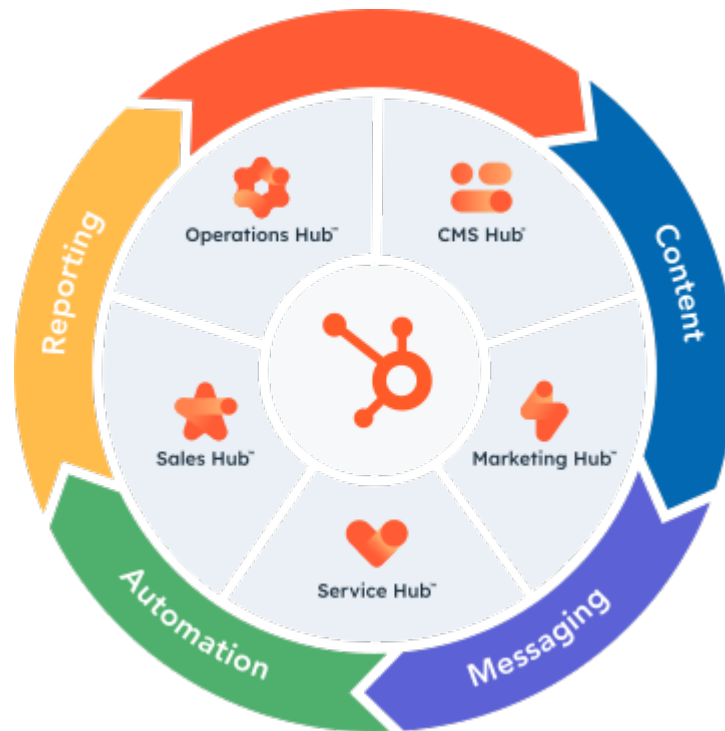 Operations Hub™
CMS Hub™
Reporting
Content
Sales Hub™
Marketing Hub™
Service Hub™
Automation
Messaging